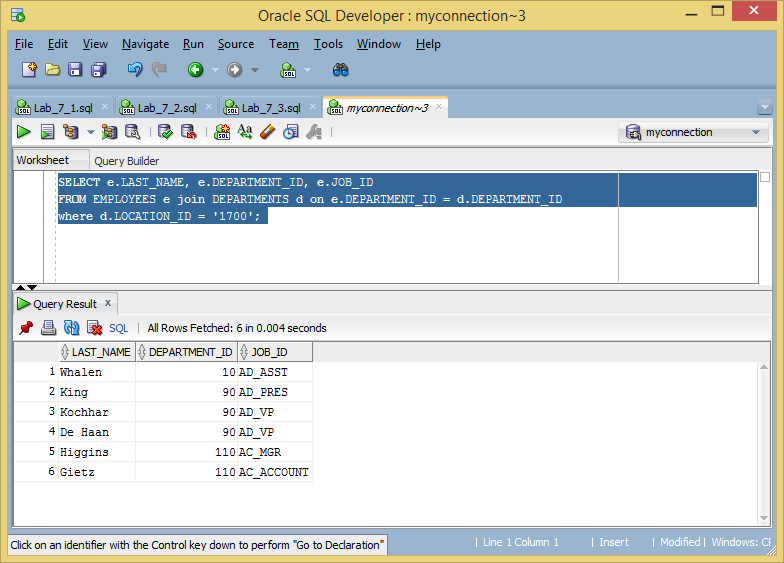 Oracle SQL Developer : myconnection~3
File Edit View Navigate Run Source Team Tools Window Help
Lab_7_1.sql Lab_7_2.sql Lab_7_3.sql myconnection~3
myconnection
Worksheet Query Builder
SELECT e.LAST_NAME, e.DEPARTMENT_ID, e.JOB_ID
FROM EMPLOYEES e join DEPARTMENTS d on e.DEPARTMENT_ID = d.DEPARTMENT_ID
where d.LOCATION_ID = '1700';
Query Result x
SQL | All Rows Fetched: 6 in 0.004 seconds
LAST_NAME DEPARTMENT_ID JOB_ID
1 Whalen 10 AD_ASST
2 King 90 AD_PRES
3 Kochhar 90 AD_VP
4 De Haan 90 AD_VP
5 Higgins 110 AC_MGR
6 Gietz 110 AC_ACCOUNT
Click on an identifier with the Control key down to perform "Go to Declaration" | Line 1 Column 1 | Insert | Modified | Windows: CF